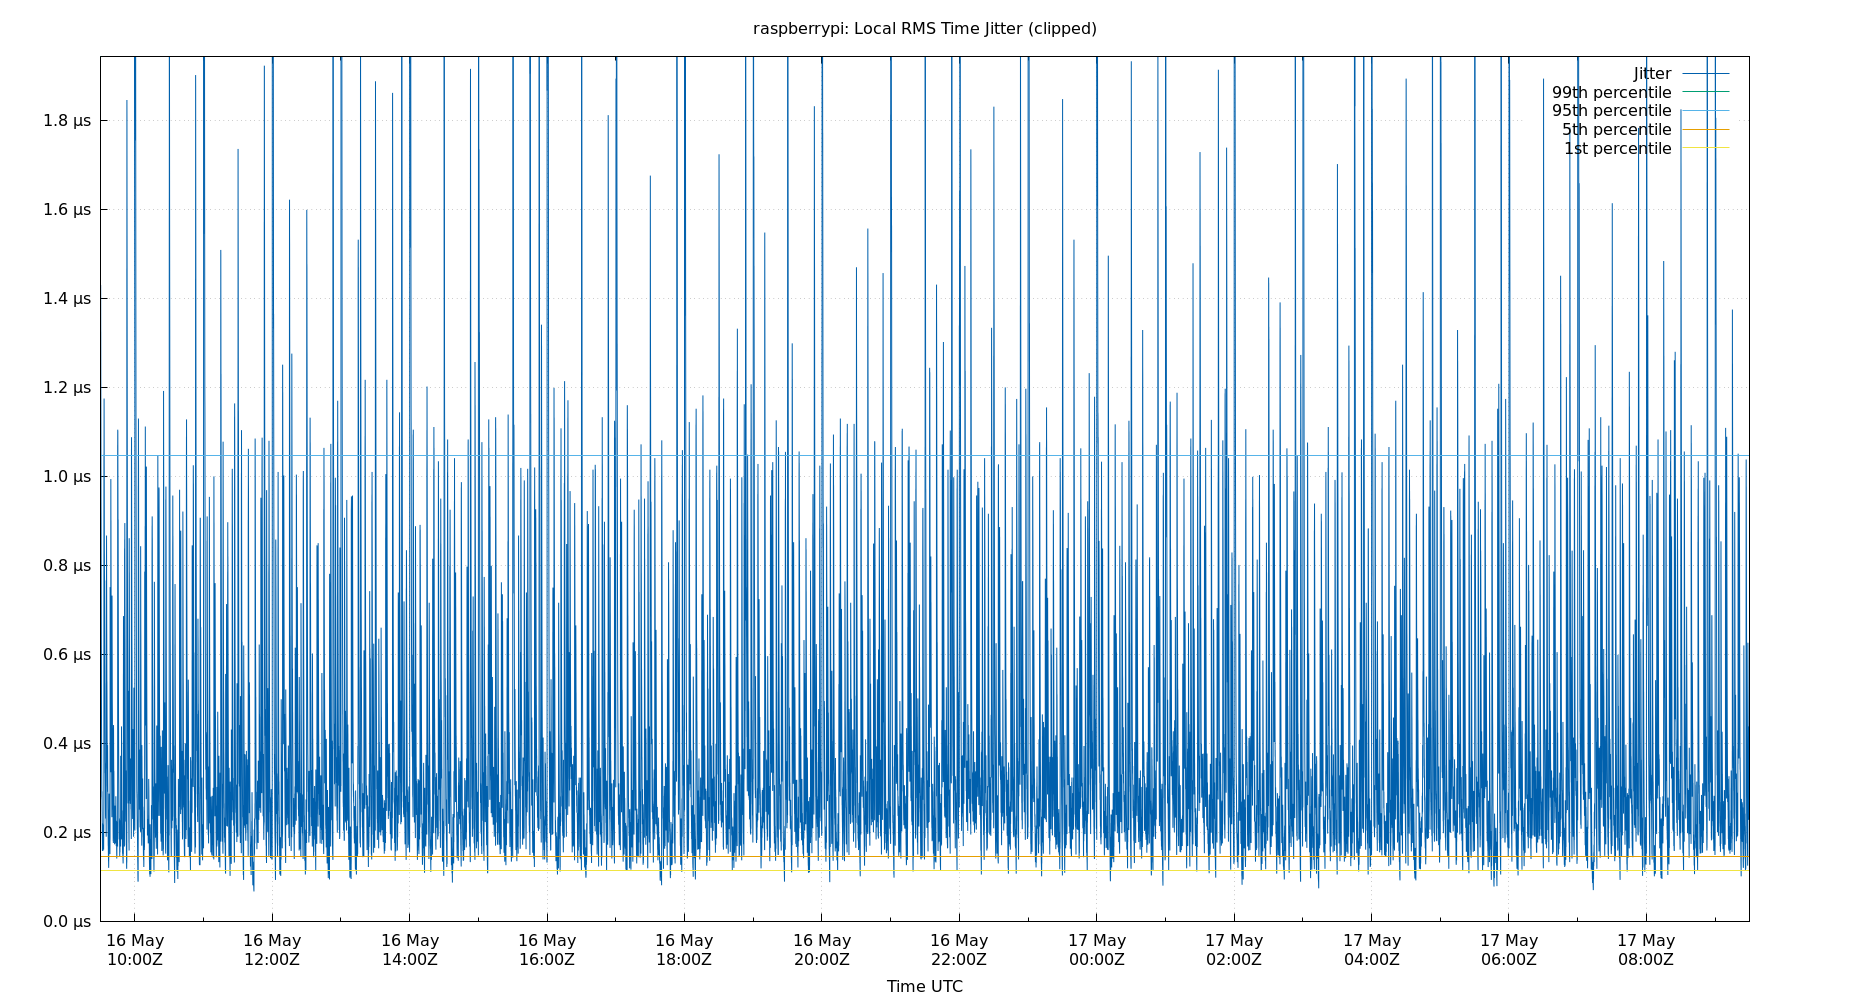 raspberrypi: Local RMS Time Jitter (clipped)
Jitter
99th percentile
95th percentile
5th percentile
1st percentile
1.8 µs
1.6 µs
1.4 µs
1.2 µs
1.0 µs
0.8 µs
0.6 µs
0.4 µs
0.2 µs
0.0 µs
16 May 16 May 16 May 16 May 16 May 16 May 16 May 17 May 17 May 17 May 17 May 17 May
10:00Z 12:00Z 14:00Z 16:00Z 18:00Z 20:00Z 22:00Z 00:00Z 02:00Z 04:00Z 06:00Z 08:00Z
Time UTC